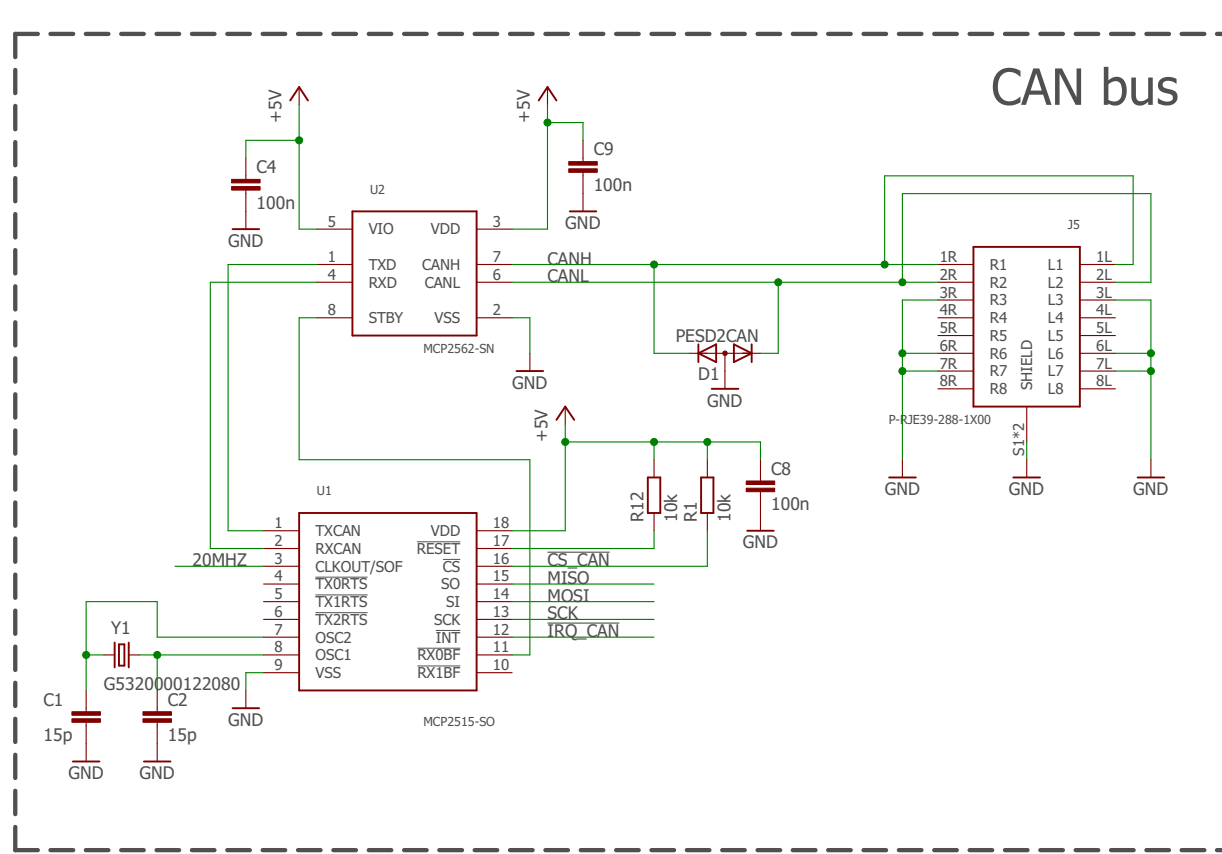 CAN bus
+5V
+5V
C4
100n
GND
C9
100n
GND
U2
5 VIO VDD 3
1 TXD CANH 7 CANH
4 RXD CANL 6 CANL
8 STBY VSS 2
MCP2562-SN
GND
PESD2CAN
D1
GND
J5
1R R1 L1 1L
2R R2 L2 2L
3R R3 L3 3L
4R R4 L4 4L
5R R5 L5 5L
6R R6 L6 6L
7R R7 L7 7L
8R R8 L8 8L
SHIELD
P-RJE39-288-1X00
S1*2
GND
GND
GND
+5V
R12
10k
R1
10k
C8
100n
GND
U1
1 TXCAN VDD 18
2 RXCAN RESET 17
20MHZ 3 CLKOUT/SOF CS 16 CS_CAN
4 TX0RTS SO 15 MISO
5 TX1RTS SI 14 MOSI
6 TX2RTS SCK 13 SCK
7 OSC2 INT 12 IRQ_CAN
8 OSC1 RX0BF 11
9 VSS RX1BF 10
MCP2515-SO
GND
Y1
G5320000122080
C1
15p
GND
C2
15p
GND